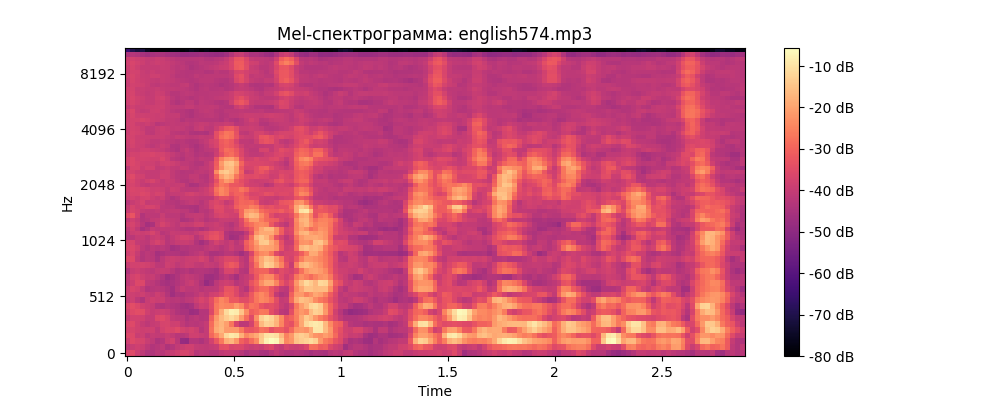 Mel-спектрограмма: english574.mp3
8192
4096
2048
1024
512
0
Hz
0 0.5 1 1.5 2 2.5
Time
-10 dB
-20 dB
-30 dB
-40 dB
-50 dB
-60 dB
-70 dB
-80 dB